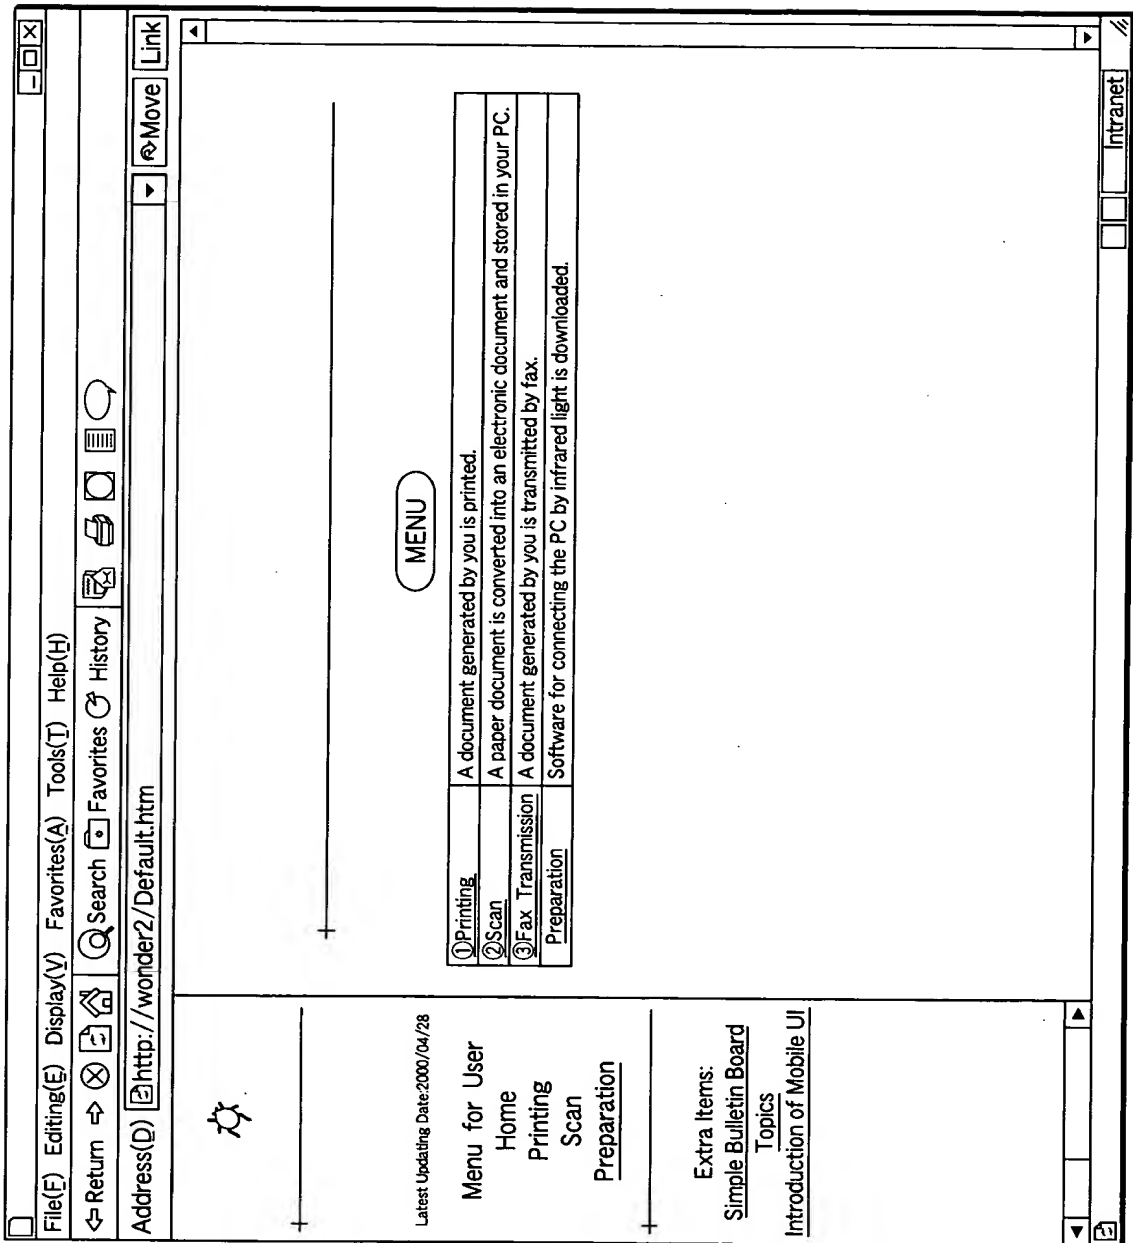 File(F) Editing(E) Display(V) Favorites(A) Tools(T) Help(H)
Return Search Favorites History
Address(D) http://wonder2/Default.htm Move Link
Latest Updating Date:2000/04/28
Menu for User
Home
Printing
Scan
Preparation
Extra Items:
Simple Bulletin Board
Topics
Introduction of Mobile UI
MENU
①Printing A document generated by you is printed.
②Scan A paper document is converted into an electronic document and stored in your PC.
③Fax Transmission A document generated by you is transmitted by fax.
Preparation Software for connecting the PC by infrared light is downloaded.
Intranet